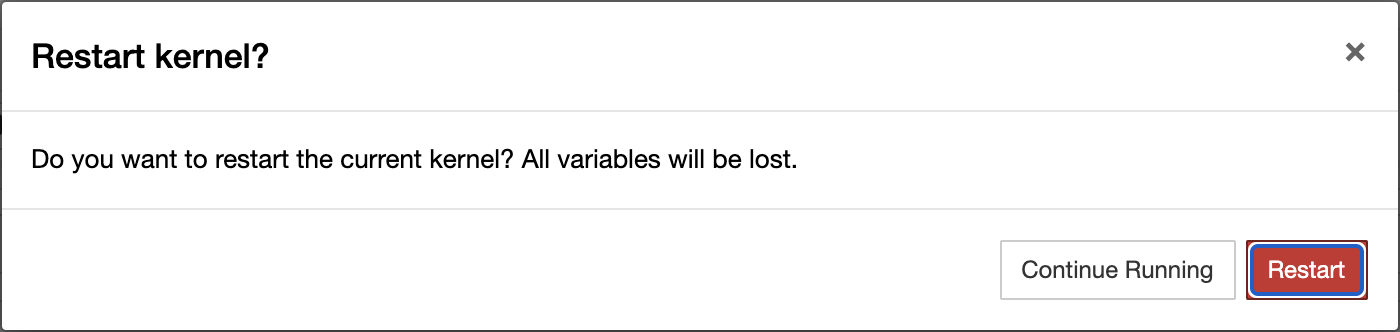 Restart kernel?
×
Do you want to restart the current kernel? All variables will be lost.
Continue Running
Restart